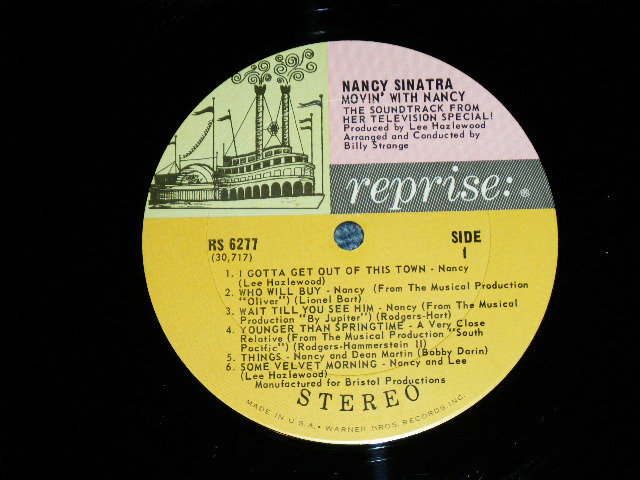 NANCY SINATRA
MOVIN' WITH NANCY
THE SOUNDTRACK FROM
HER TELEVISION SPECIAL!
Produced by Lee Hazlewood
Arranged and Conducted by
Billy Strange
reprise:®
RS 6277
(30,717)
SIDE
1
1. I GOTTA GET OUT OF THIS TOWN - Nancy
(Lee Hazlewood)
2. WHO WILL BUY - Nancy (From The Musical Production
"Oliver") (Lionel Bart)
3. WAIT TILL YOU SEE HIM - Nancy (From The Musical
Production "By Jupiter") (Rodgers-Hart)
4. YOUNGER THAN SPRINGTIME - A Very Close
Relative (From The Musical Production "South
Pacific") (Rodgers-Hammerstein II)
5. THINGS - Nancy and Dean Martin (Bobby Darin)
6. SOME VELVET MORNING - Nancy and Lee
(Lee Hazlewood)
Manufactured for Bristol Productions
STEREO
MADE IN U.S.A. • WARNER BROS. RECORDS, INC.